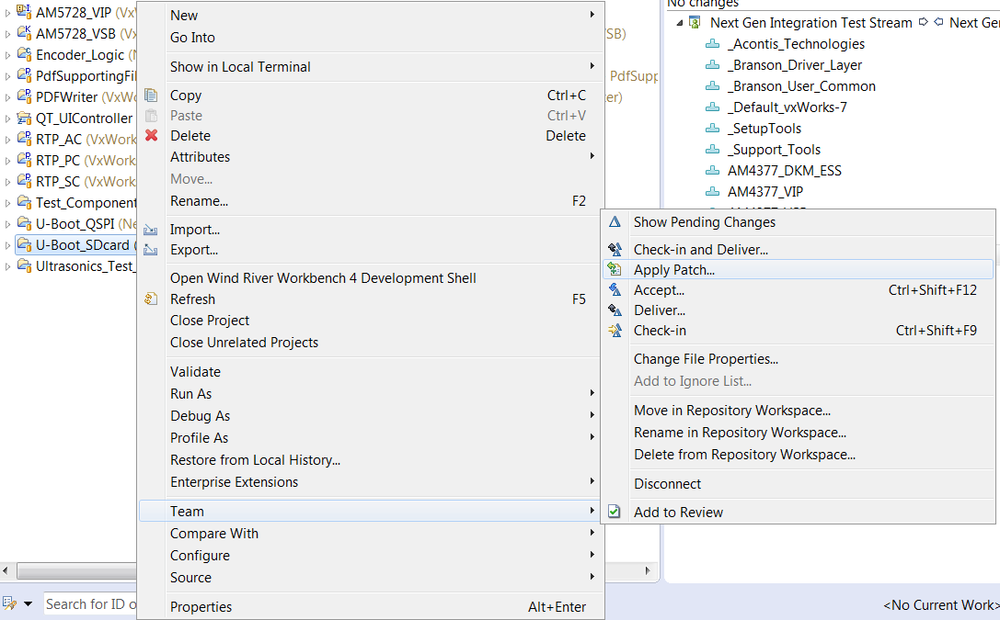 AM5728_VIP (Vx
AM5728_VSB (Vx
Encoder_Logic (
PdfSupportingFil
PDFWriter (VxWo
QT_UIController
RTP_AC (VxWork
RTP_PC (VxWork
RTP_SC (VxWork
Test_Component
U-Boot_QSPI (Ne
U-Boot_SDcard (
Ultrasonics_Test_
SB)
PdfSupp
er)
New
Go Into
Show in Local Terminal
Copy Ctrl+C
Paste Ctrl+V
Delete Delete
Attributes
Move...
Rename... F2
Import...
Export...
Open Wind River Workbench 4 Development Shell
Refresh F5
Close Project
Close Unrelated Projects
Validate
Run As
Debug As
Profile As
Restore from Local History...
Enterprise Extensions
Team
Compare With
Configure
Source
Properties Alt+Enter
No changes
Next Gen Integration Test Stream Next Ge
_Acontis_Technologies
_Branson_Driver_Layer
_Branson_User_Common
_Default_vxWorks-7
_SetupTools
_Support_Tools
AM4377_DKM_ESS
AM4377_VIP
Show Pending Changes
Check-in and Deliver...
Apply Patch...
Accept... Ctrl+Shift+F12
Deliver...
Check-in Ctrl+Shift+F9
Change File Properties...
Add to Ignore List...
Move in Repository Workspace...
Rename in Repository Workspace...
Delete from Repository Workspace...
Disconnect
Add to Review
Search for ID o
<No Current Work>